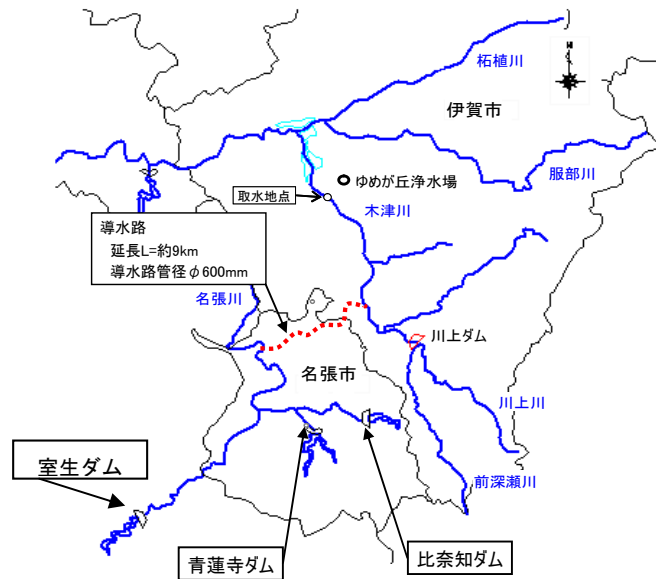 柘植川
伊賀市
服部川
ゆめが丘浄水場
取水地点
木津川
導水路
延長L=約9km
導水路管径φ600mm
名張川
川上ダム
名張市
川上川
前深瀬川
室生ダム
青蓮寺ダム
比奈知ダム